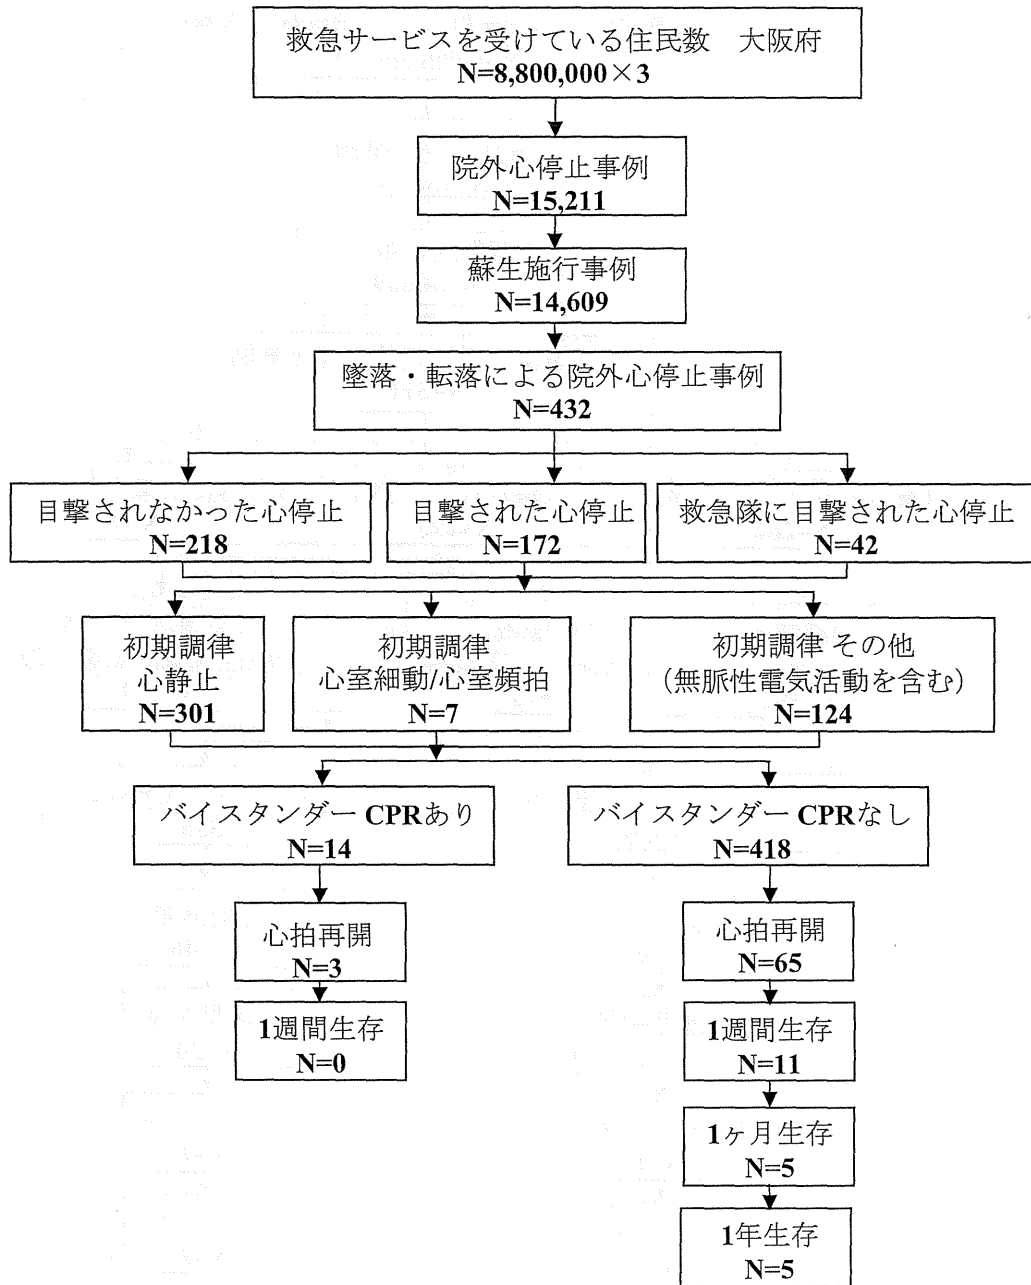 救急サービスを受けている住民数　大阪府
N=8,800,000×3
院外心停止事例
N=15,211
蘇生施行事例
N=14,609
墜落・転落による院外心停止事例
N=432
目撃されなかった心停止
N=218
目撃された心停止
N=172
救急隊に目撃された心停止
N=42
初期調律
心静止
N=301
初期調律
心室細動/心室頻拍
N=7
初期調律 その他
（無脈性電気活動を含む）
N=124
バイスタンダー CPRあり
N=14
バイスタンダー CPRなし
N=418
心拍再開
N=3
心拍再開
N=65
1週間生存
N=0
1週間生存
N=11
1ヶ月生存
N=5
1年生存
N=5